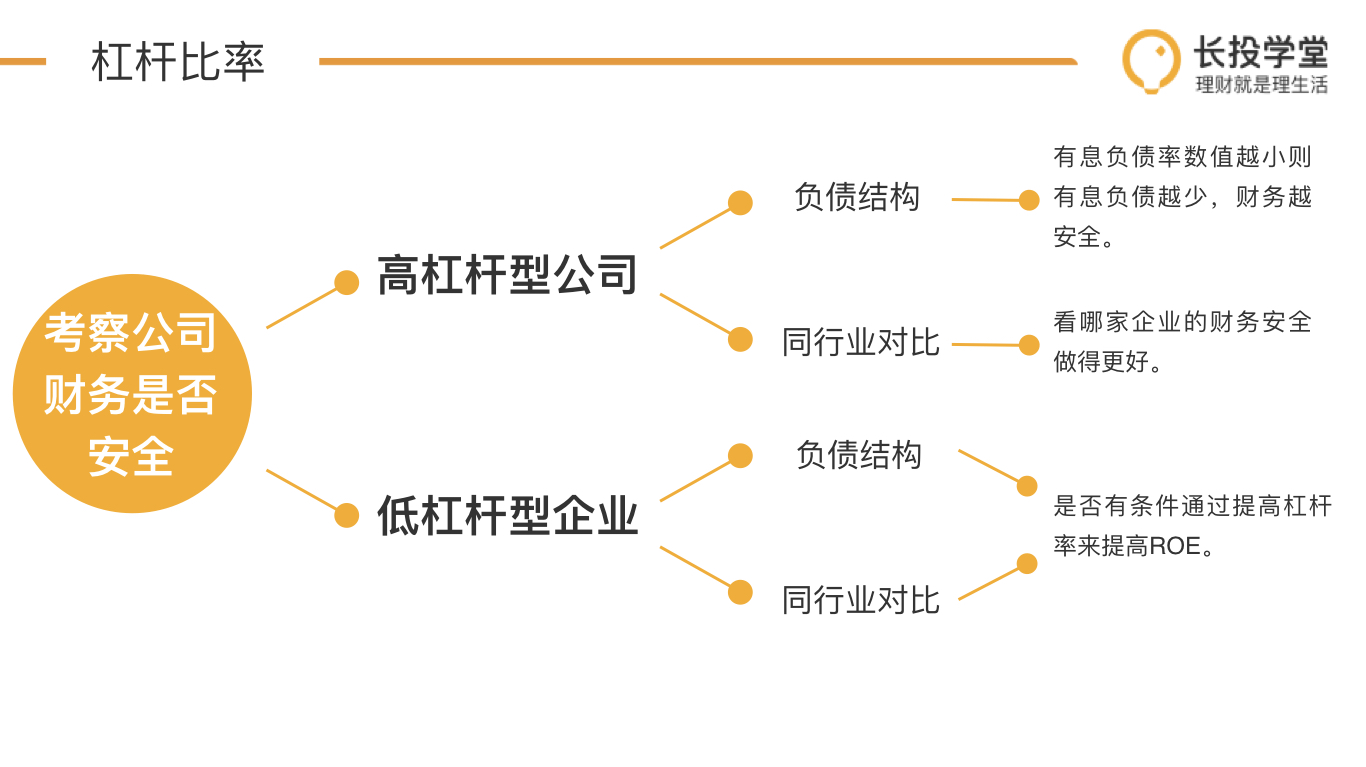 杠杆比率
长投学堂
理财就是理生活
考察公司
财务是否
安全
高杠杆型公司
负债结构
有息负债率数值越小则
有息负债越少，财务越
安全。
同行业对比
看哪家企业的财务安全
做得更好。
低杠杆型企业
负债结构
同行业对比
是否有条件通过提高杠杆
率来提高ROE。